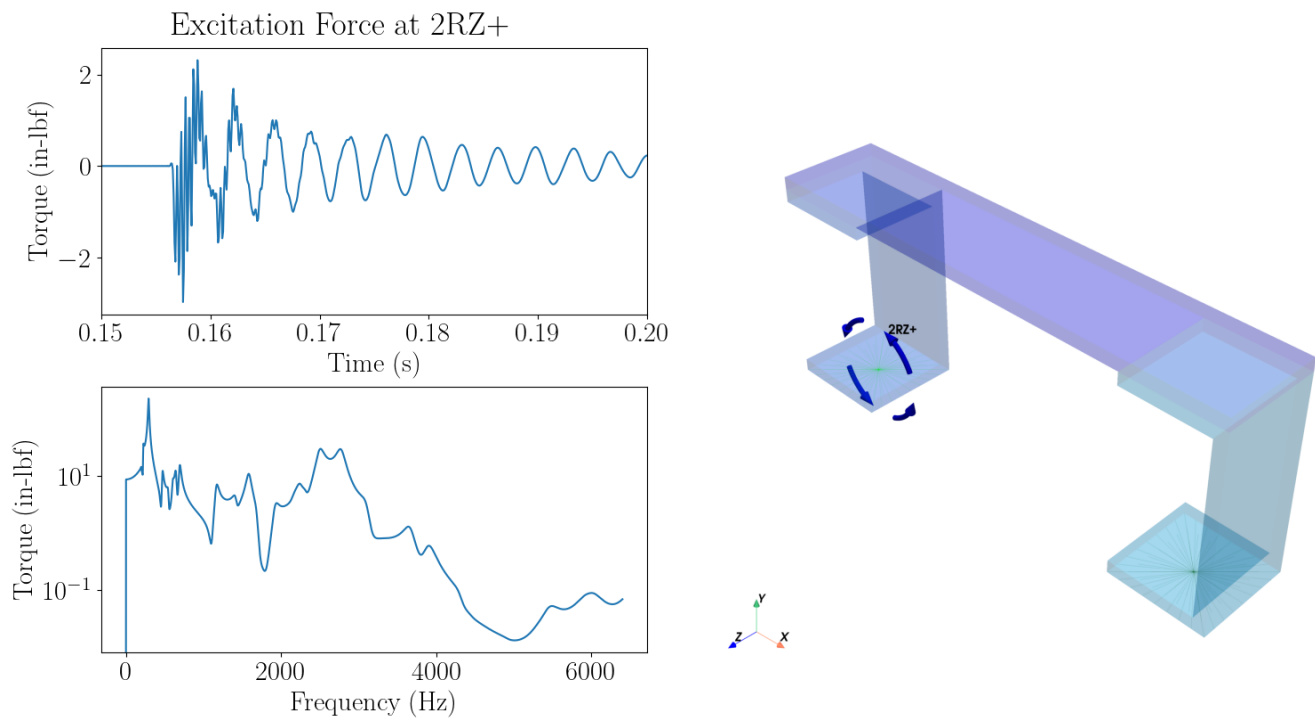 Excitation Force at 2RZ+
Torque (in-lbf)
2
0
−2
0.15 0.16 0.17 0.18 0.19 0.20
Time (s)
Torque (in-lbf)
10^1
10^−1
0 2000 4000 6000
Frequency (Hz)
2RZ+
Y
Z X